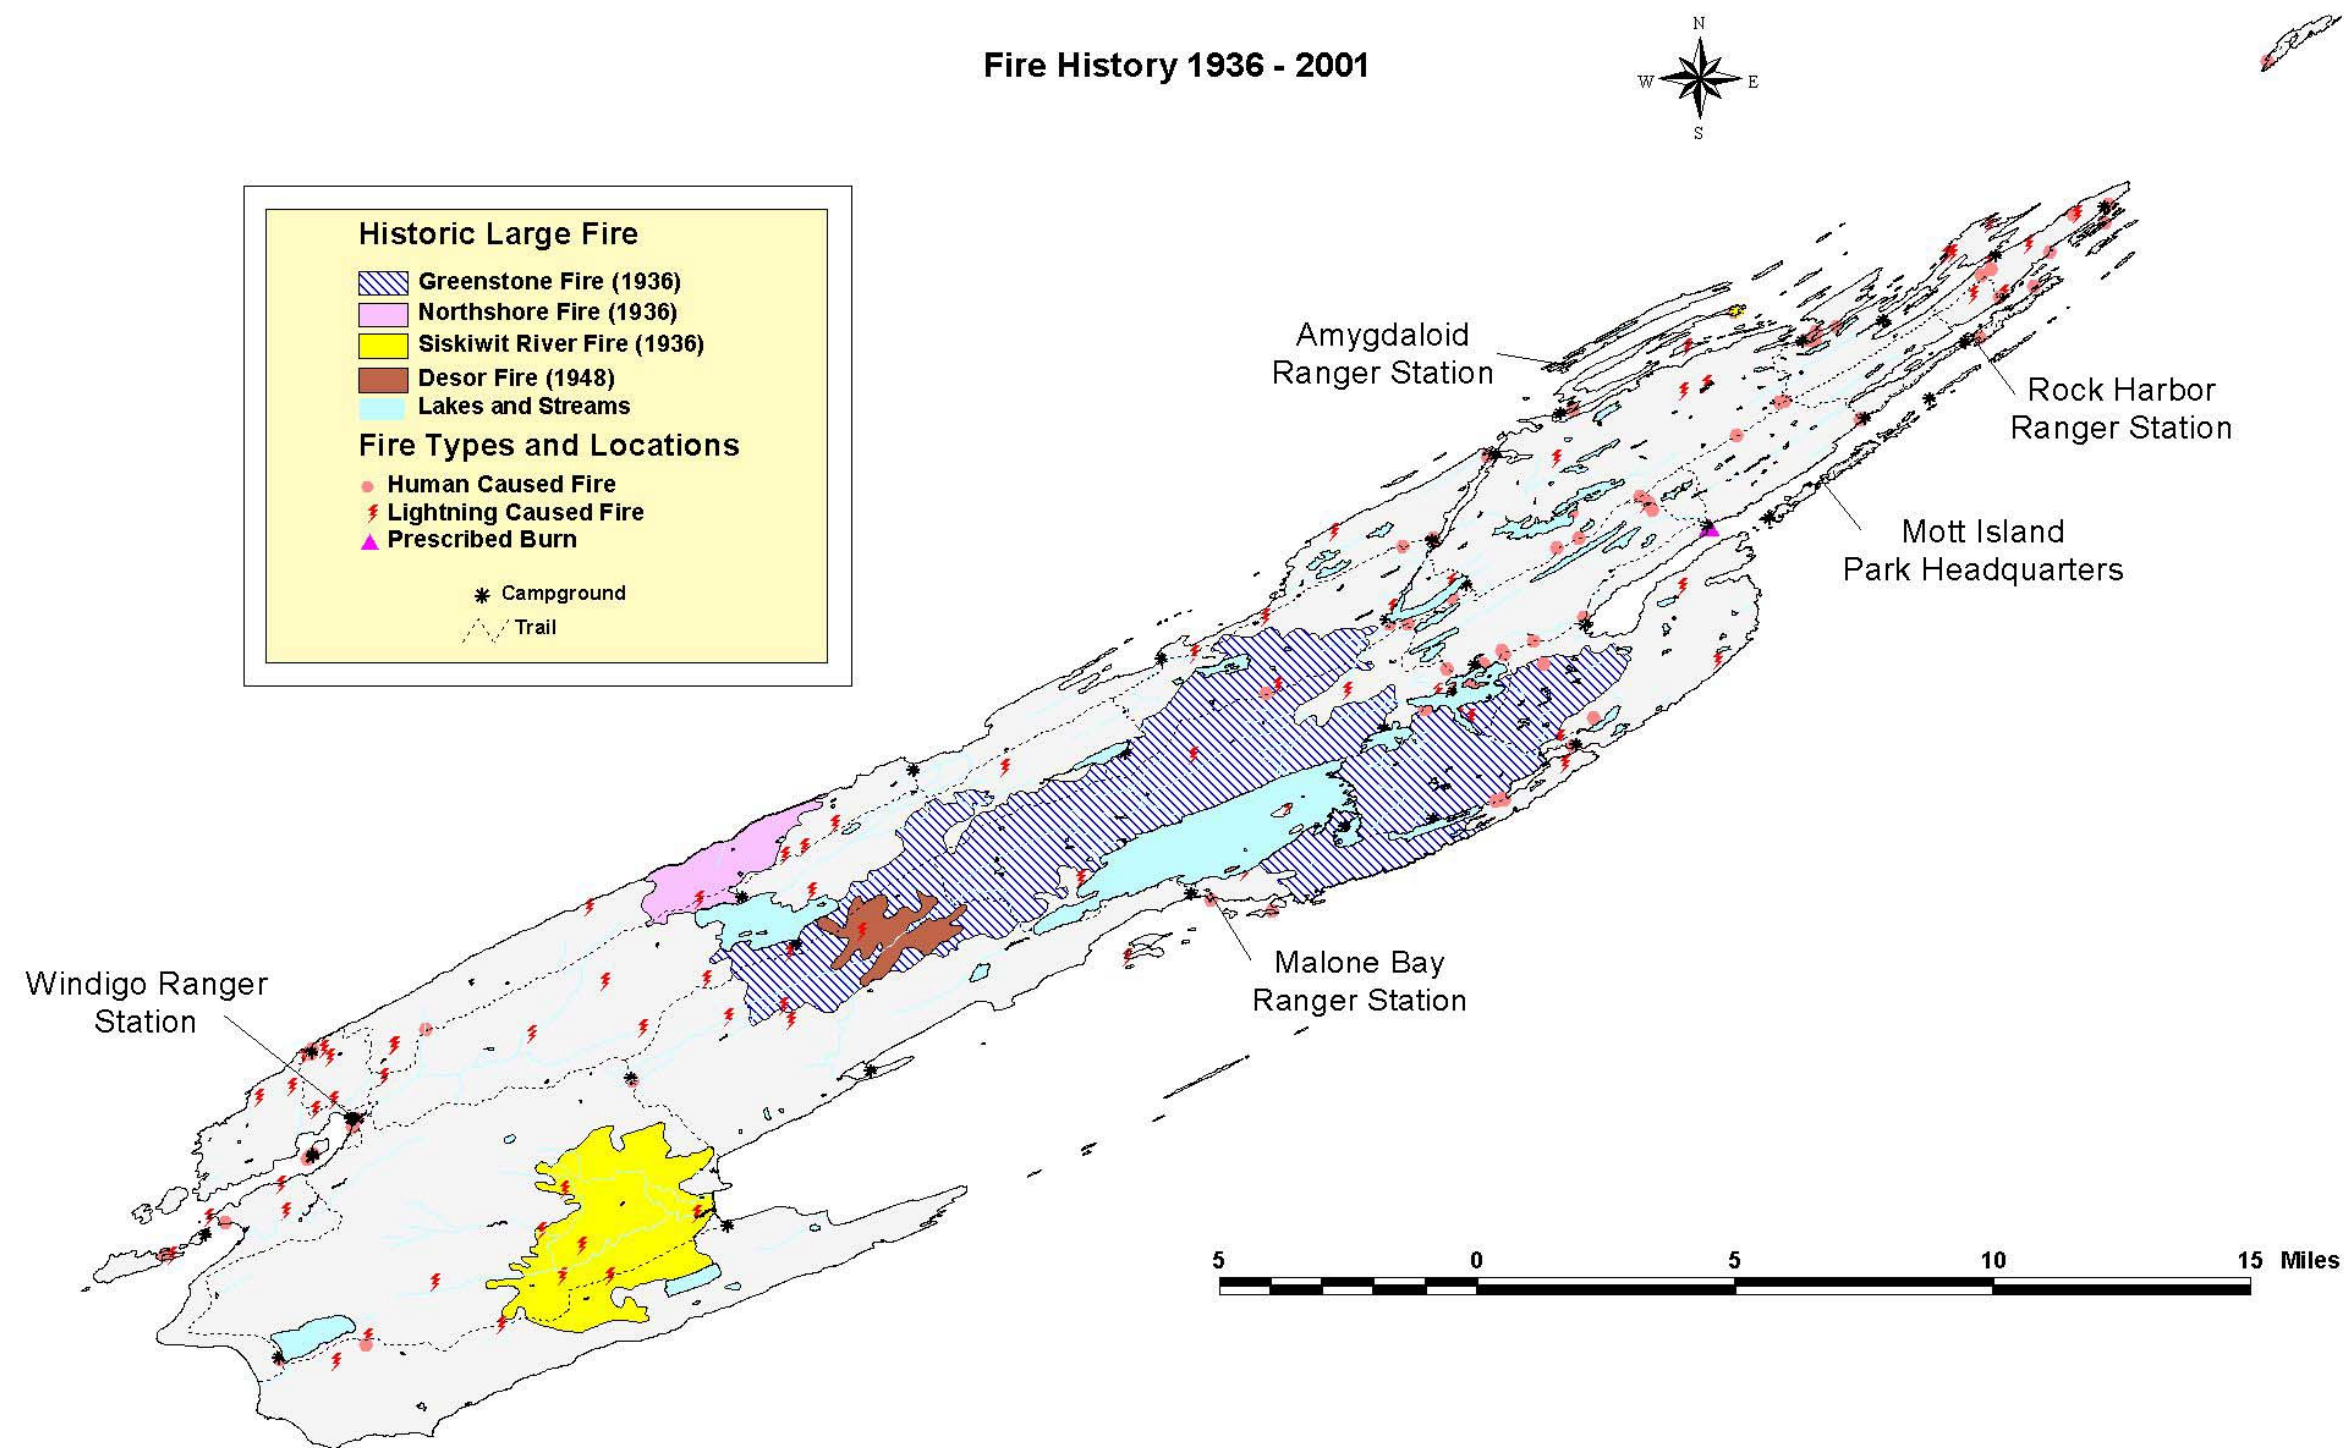 Fire History 1936 - 2001
N
W
E
S
Historic Large Fire
Greenstone Fire (1936)
Northshore Fire (1936)
Siskiwit River Fire (1936)
Desor Fire (1948)
Lakes and Streams
Fire Types and Locations
Human Caused Fire
Lightning Caused Fire
Prescribed Burn
Campground
Trail
Amygdaloid
Ranger Station
Rock Harbor
Ranger Station
Mott Island
Park Headquarters
Malone Bay
Ranger Station
Windigo Ranger
Station
5 0 5 10 15 Miles